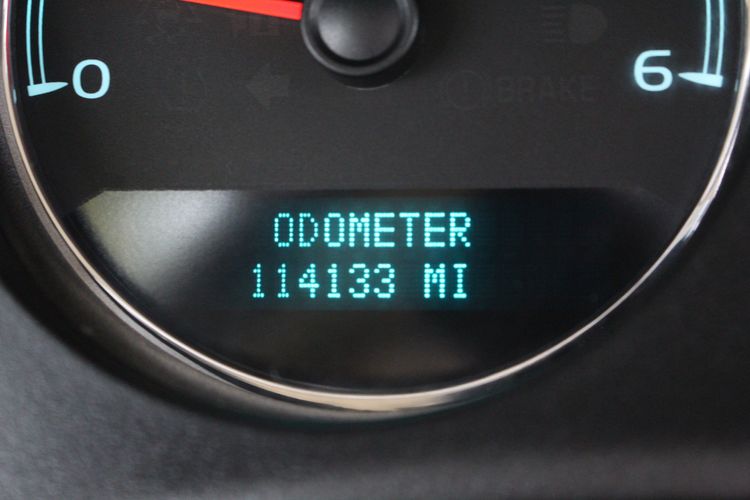 0 6
BRAKE
ODOMETER
114133 MI